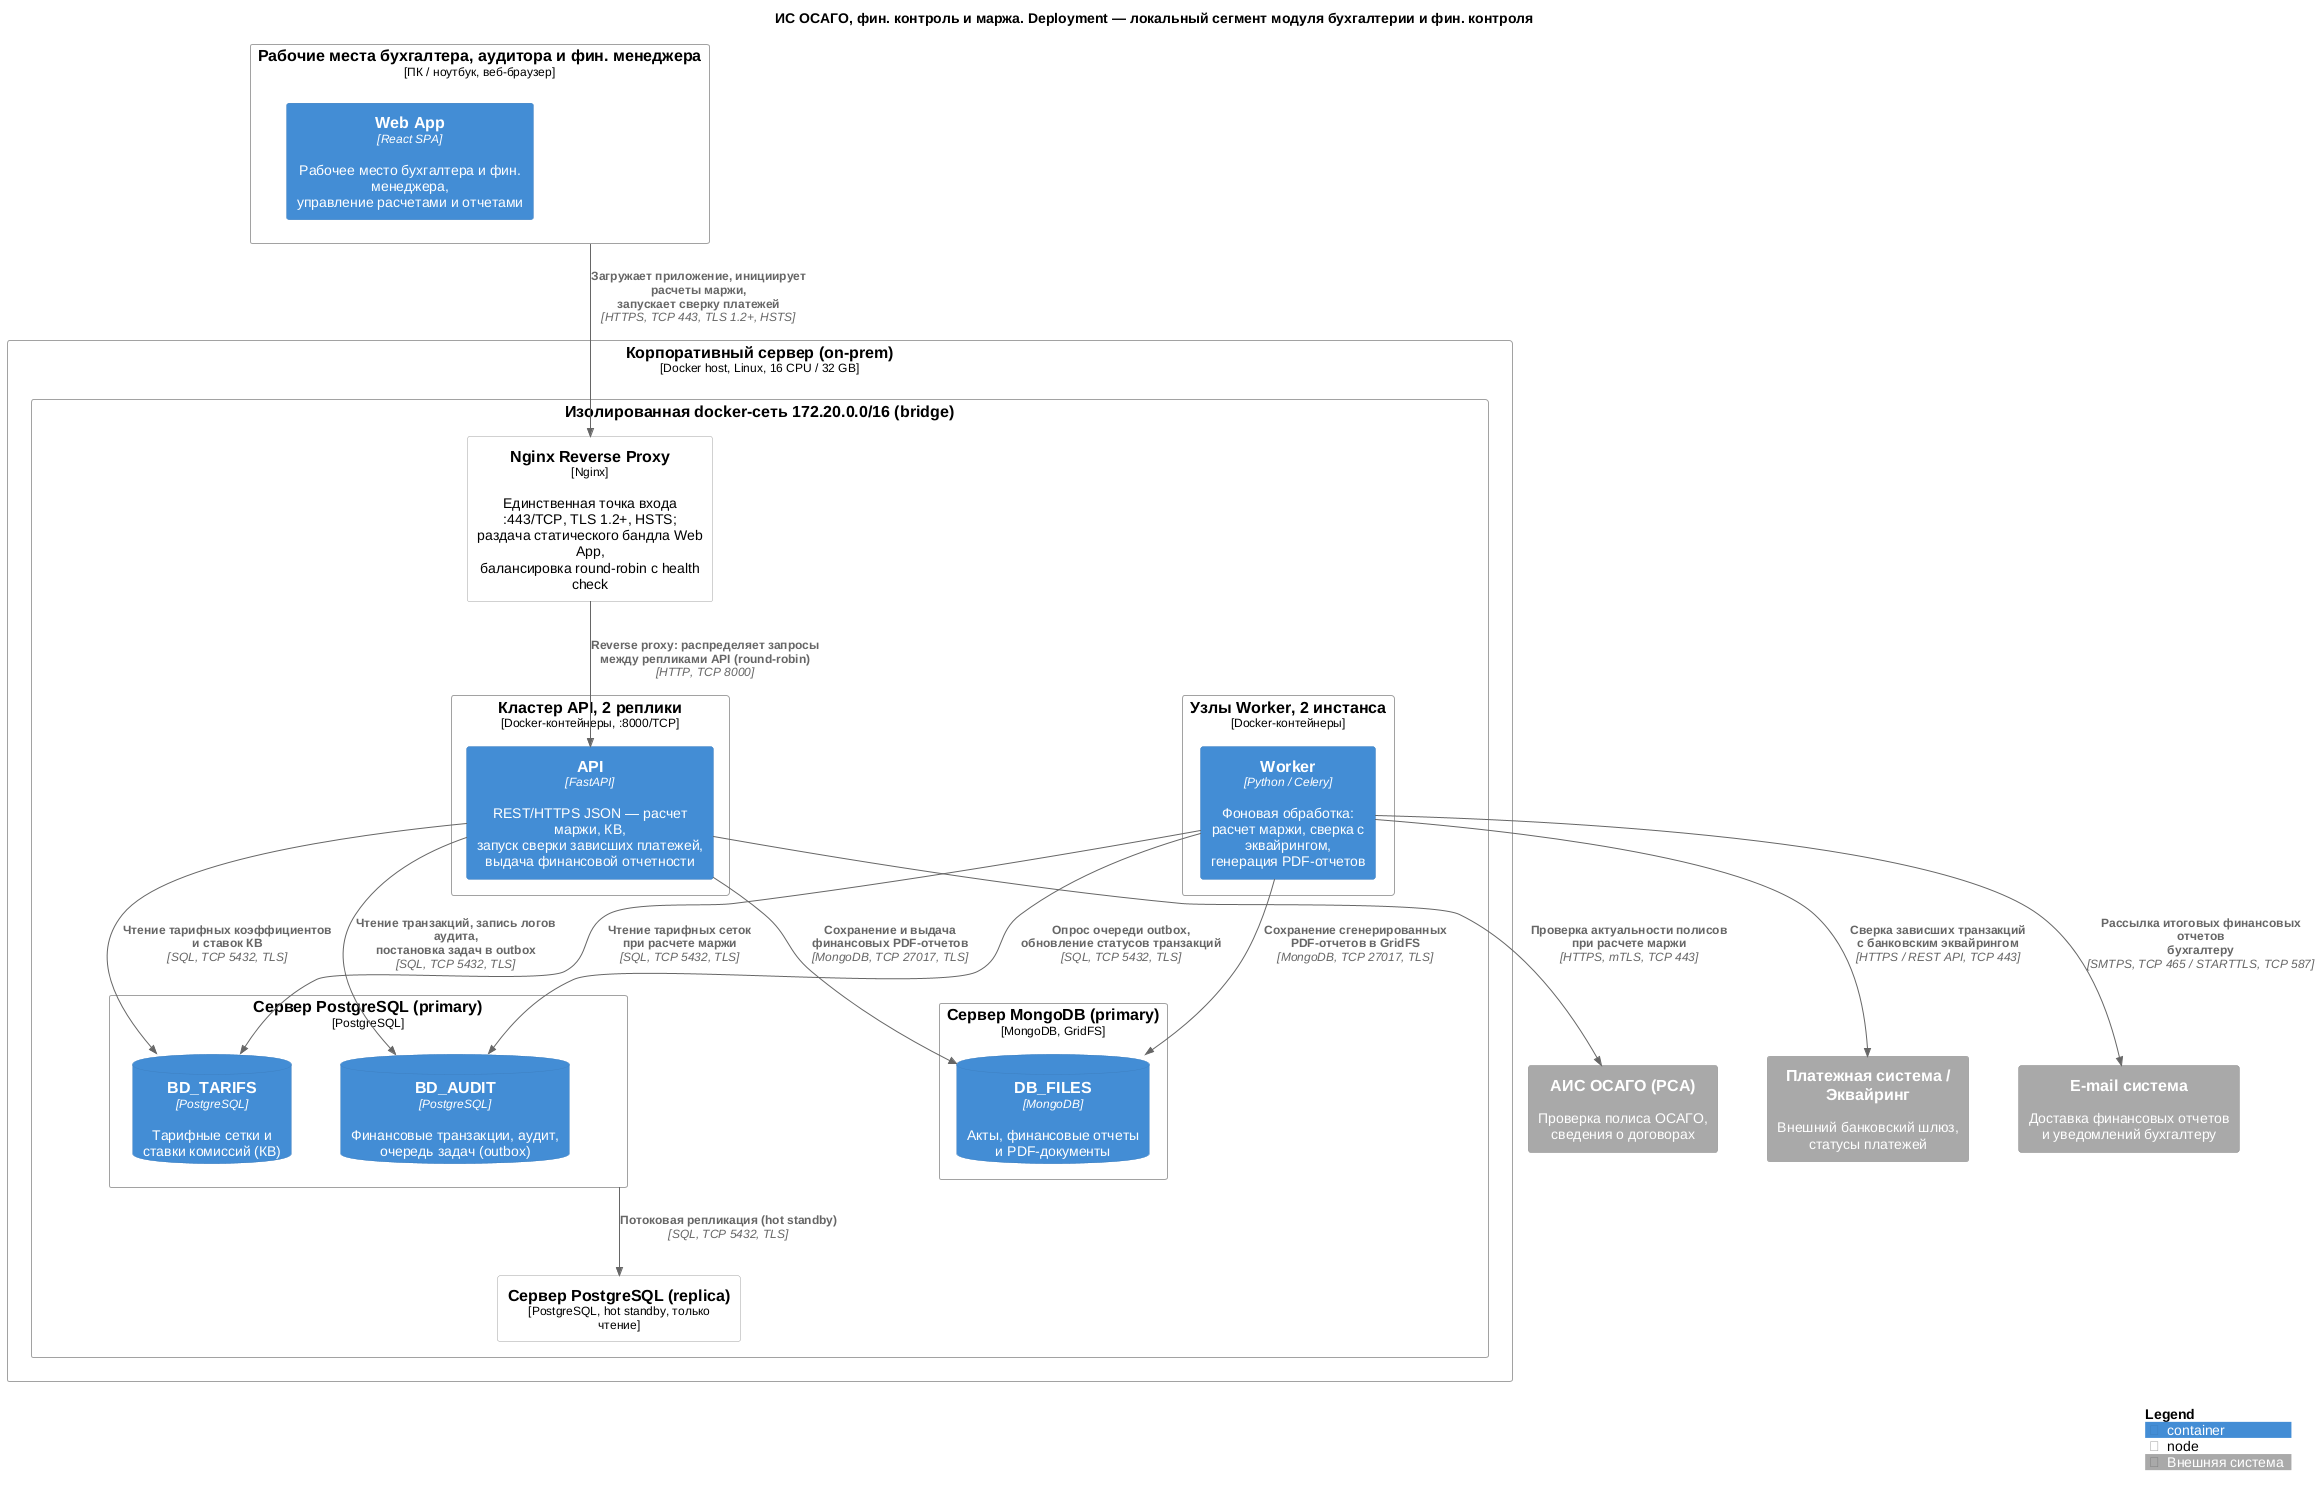 ИС ОСАГО, фин. контроль и маржа. Deployment — локальный сегмент модуля бухгалтерии и фин. контроля
Рабочие места бухгалтера, аудитора и фин. менеджера
[ПК / ноутбук, веб-браузер]
Web App
[React SPA]
Рабочее место бухгалтера и фин.
менеджера,
управление расчетами и отчетами
Загружает приложение, инициирует
расчеты маржи,
запускает сверку платежей
[HTTPS, TCP 443, TLS 1.2+, HSTS]
Корпоративный сервер (on-prem)
[Docker host, Linux, 16 CPU / 32 GB]
Изолированная docker-сеть 172.20.0.0/16 (bridge)
Nginx Reverse Proxy
[Nginx]
Единственная точка входа
:443/TCP, TLS 1.2+, HSTS;
раздача статического бандла Web
App,
балансировка round-robin с health
check
Reverse proxy: распределяет запросы
между репликами API (round-robin)
[HTTP, TCP 8000]
Кластер API, 2 реплики
[Docker-контейнеры, :8000/TCP]
API
[FastAPI]
REST/HTTPS JSON — расчет
маржи, КВ,
запуск сверки зависших платежей,
выдача финансовой отчетности
Узлы Worker, 2 инстанса
[Docker-контейнеры]
Worker
[Python / Celery]
Фоновая обработка:
расчет маржи, сверка с
эквайрингом,
генерация PDF-отчетов
Чтение тарифных коэффициентов
и ставок КВ
[SQL, TCP 5432, TLS]
Чтение транзакций, запись логов
аудита,
постановка задач в outbox
[SQL, TCP 5432, TLS]
Чтение тарифных сеток
при расчете маржи
[SQL, TCP 5432, TLS]
Сохранение и выдача
финансовых PDF-отчетов
[MongoDB, TCP 27017, TLS]
Опрос очереди outbox,
обновление статусов транзакций
[SQL, TCP 5432, TLS]
Сохранение сгенерированных
PDF-отчетов в GridFS
[MongoDB, TCP 27017, TLS]
Проверка актуальности полисов
при расчете маржи
[HTTPS, mTLS, TCP 443]
Сверка зависших транзакций
с банковским эквайрингом
[HTTPS / REST API, TCP 443]
Рассылка итоговых финансовых
отчетов
бухгалтеру
[SMTPS, TCP 465 / STARTTLS, TCP 587]
Сервер PostgreSQL (primary)
[PostgreSQL]
BD_TARIFS
[PostgreSQL]
Тарифные сетки и
ставки комиссий (КВ)
BD_AUDIT
[PostgreSQL]
Финансовые транзакции, аудит,
очередь задач (outbox)
Сервер MongoDB (primary)
[MongoDB, GridFS]
DB_FILES
[MongoDB]
Акты, финансовые отчеты
и PDF-документы
АИС ОСАГО (РСА)
Проверка полиса ОСАГО,
сведения о договорах
Платежная система /
Эквайринг
Внешний банковский шлюз,
статусы платежей
E-mail система
Доставка финансовых отчетов
и уведомлений бухгалтеру
Потоковая репликация (hot standby)
[SQL, TCP 5432, TLS]
Сервер PostgreSQL (replica)
[PostgreSQL, hot standby, только
чтение]
Legend
container
node
Внешняя система